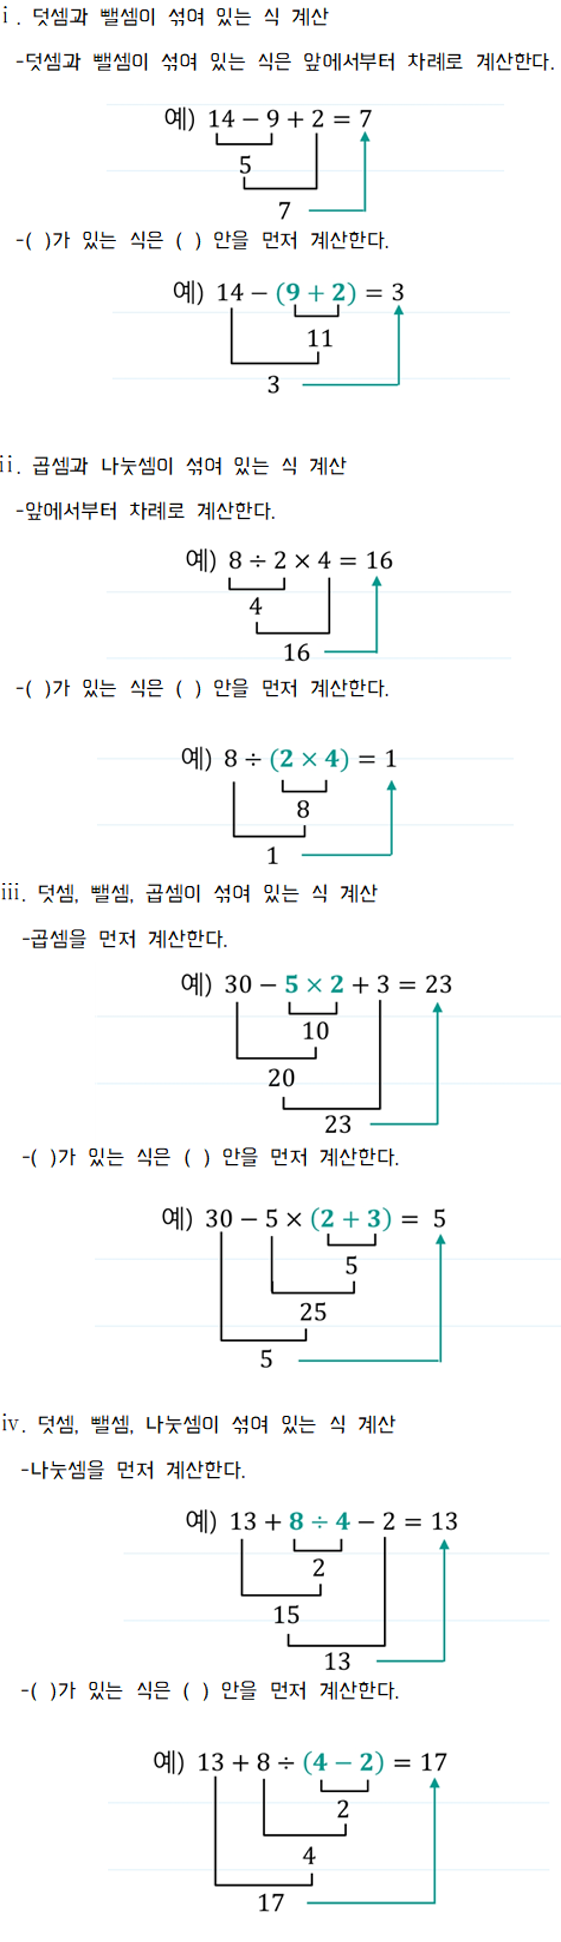 ⅰ. 덧셈과 뺄셈이 섞여 있는 식 계산
-덧셈과 뺄셈이 섞여 있는 식은 앞에서부터 차례로 계산한다.
예) 14 − 9 + 2 = 7
5
7
-( )가 있는 식은 ( ) 안을 먼저 계산한다.
예) 14 − (9 + 2) = 3
11
3
ⅱ. 곱셈과 나눗셈이 섞여 있는 식 계산
-앞에서부터 차례로 계산한다.
예) 8 ÷ 2 × 4 = 16
4
16
-( )가 있는 식은 ( ) 안을 먼저 계산한다.
예) 8 ÷ (2 × 4) = 1
8
1
ⅲ. 덧셈, 뺄셈, 곱셈이 섞여 있는 식 계산
-곱셈을 먼저 계산한다.
예) 30 − 5 × 2 + 3 = 23
10
20
23
-( )가 있는 식은 ( ) 안을 먼저 계산한다.
예) 30 − 5 × (2 + 3) = 5
5
25
5
ⅳ. 덧셈, 뺄셈, 나눗셈이 섞여 있는 식 계산
-나눗셈을 먼저 계산한다.
예) 13 + 8 ÷ 4 − 2 = 13
2
15
13
-( )가 있는 식은 ( ) 안을 먼저 계산한다.
예) 13 + 8 ÷ (4 − 2) = 17
2
4
17